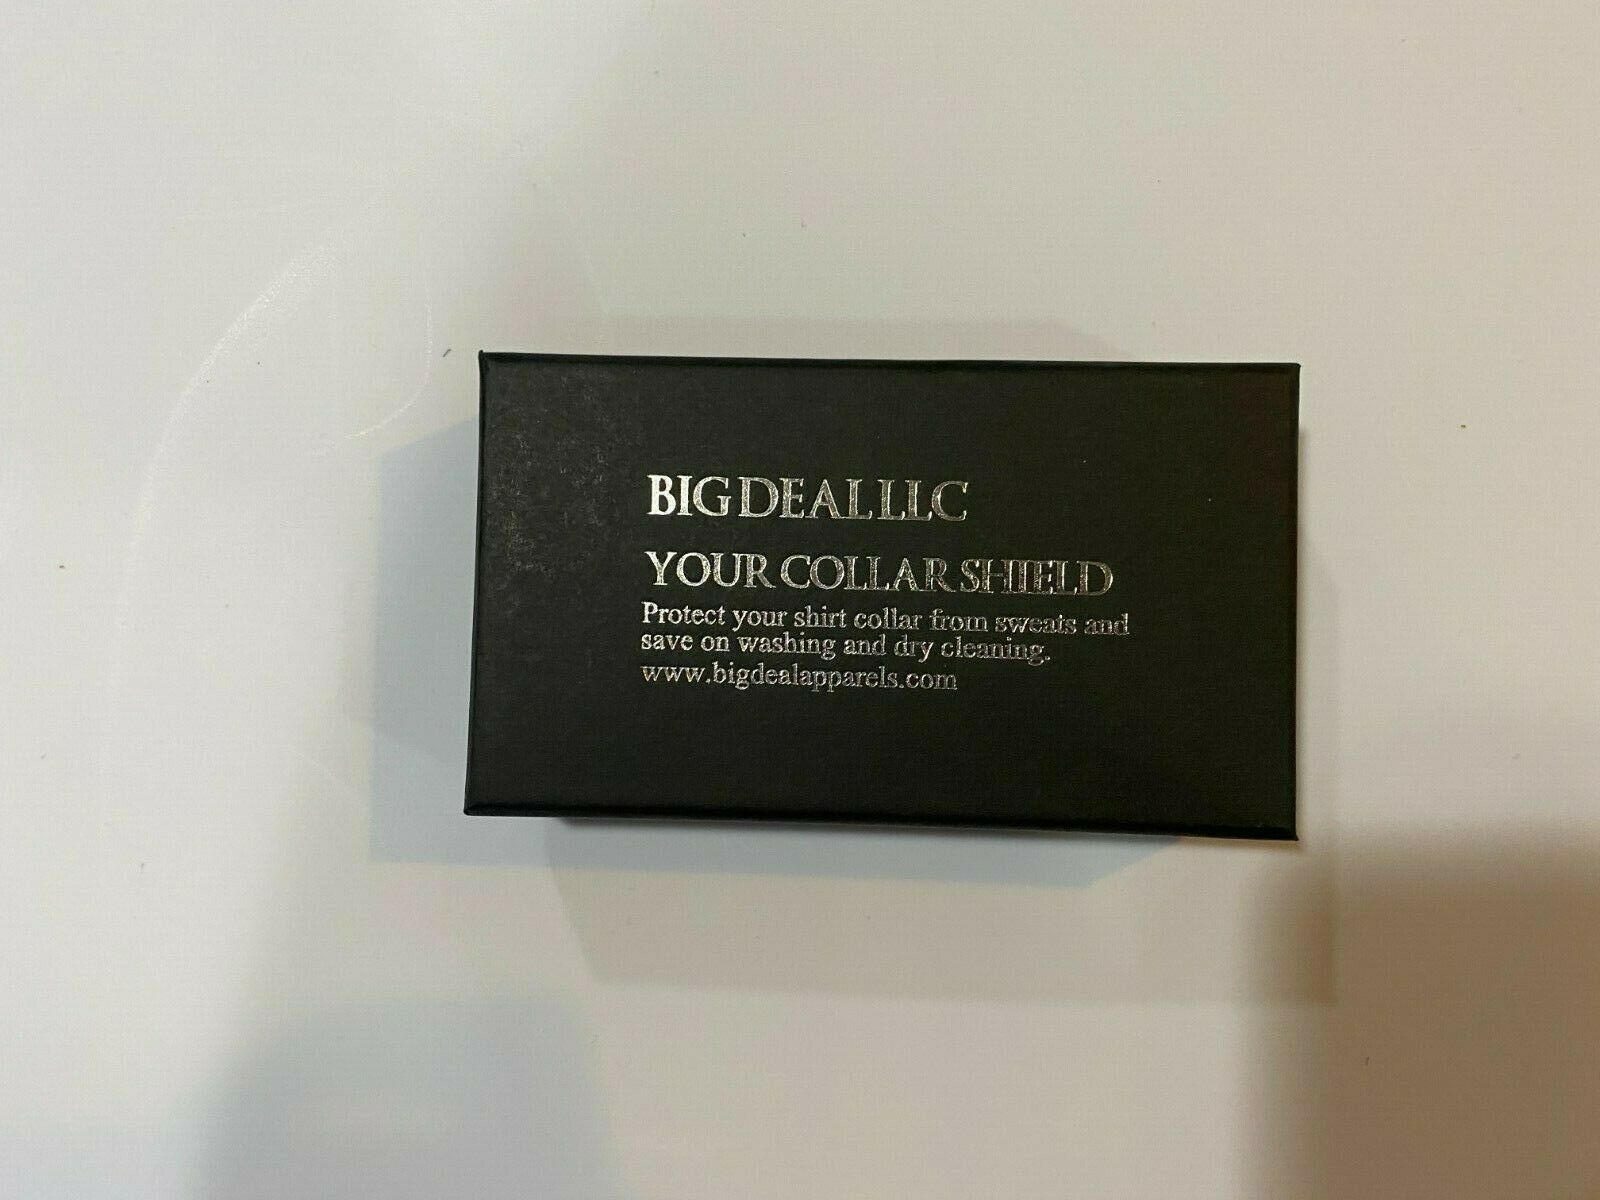 BIG DEAL LLC
YOUR COLLAR SHIELD
Protect your shirt collar from sweats and
save on washing and dry cleaning.
www.bigdealapparels.com